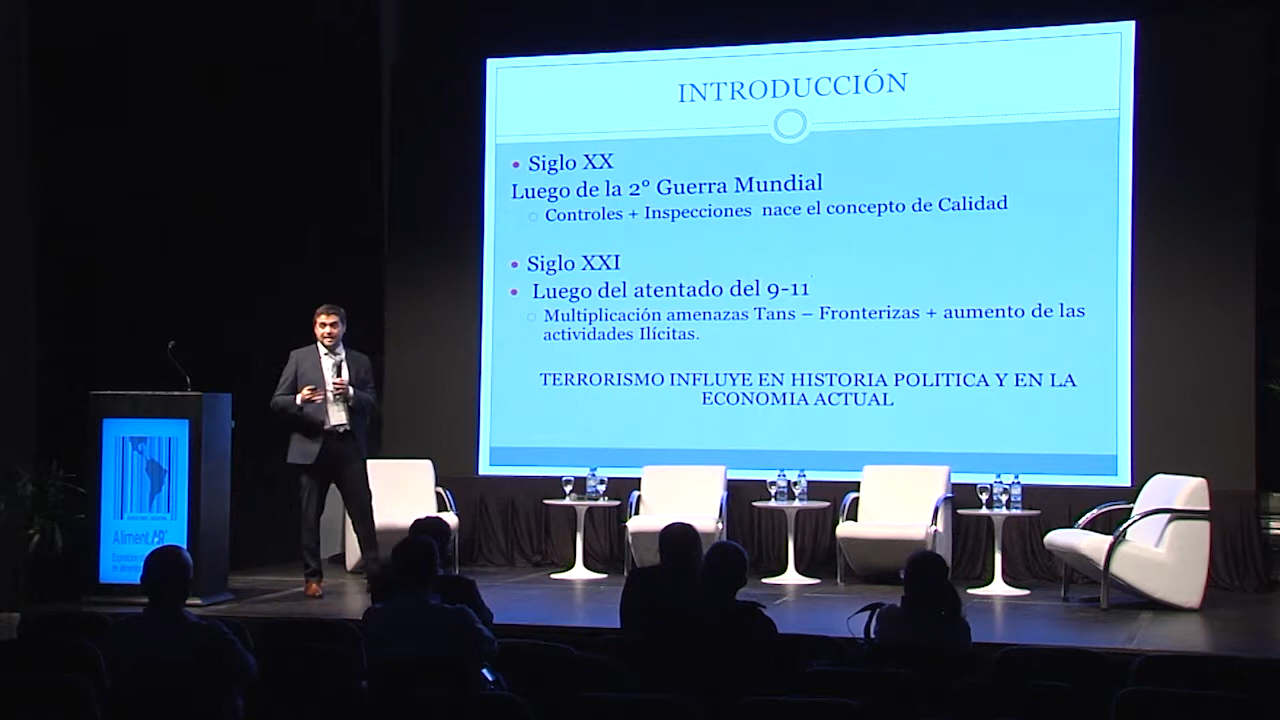 INTRODUCCIÓN
• Siglo XX
Luego de la 2° Guerra Mundial
○ Controles + Inspecciones nace el concepto de Calidad
• Siglo XXI
• Luego del atentado del 9-11
○ Multiplicación amenazas Tans – Fronterizas + aumento de las
actividades Ilícitas.
TERRORISMO INFLUYE EN HISTORIA POLITICA Y EN LA
ECONOMIA ACTUAL
AlimentAR